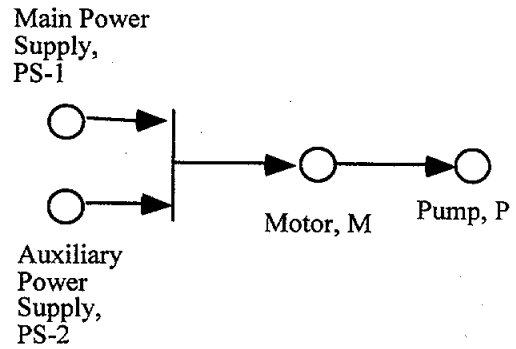 Main Power
Supply,
PS-1
Motor, M
Pump, P
Auxiliary
Power
Supply,
PS-2